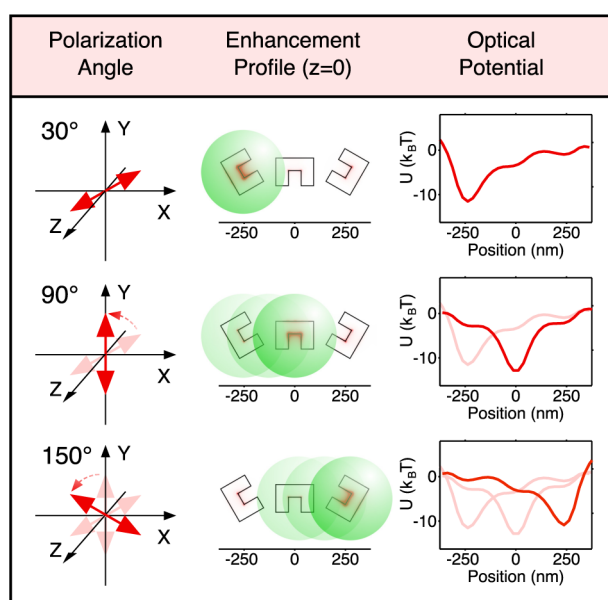 Polarization Angle
Enhancement Profile (z=0)
Optical Potential
30°
Y
X
Z
-250 0 250
U (kBT)
0
-10
-250 0 250
Position (nm)
90°
Y
X
Z
-250 0 250
U (kBT)
0
-10
-250 0 250
Position (nm)
150°
Y
X
Z
-250 0 250
U (kBT)
0
-10
-250 0 250
Position (nm)